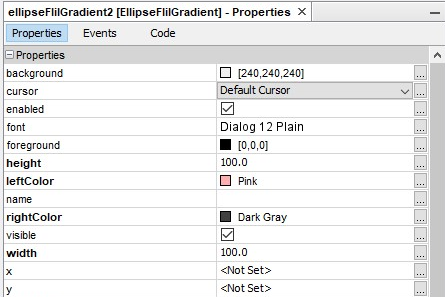 ellipseFlilGradient2 [EllipseFlilGradient] - Properties
Properties Events Code
Properties
background [240,240,240] ...
cursor Default Cursor ...
enabled ...
font Dialog 12 Plain ...
foreground [0,0,0] ...
height 100.0 ...
leftColor Pink ...
name ...
rightColor Dark Gray ...
visible ...
width 100.0 ...
x <Not Set> ...
y <Not Set> ...